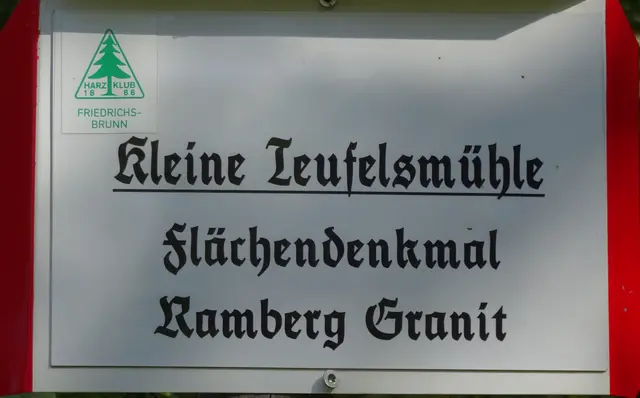 HARZ KLUB
18 86
FRIEDRICHS-
BRUNN
Kleine Teufelsmühle
Flächendenkmal
Ramberg Granit